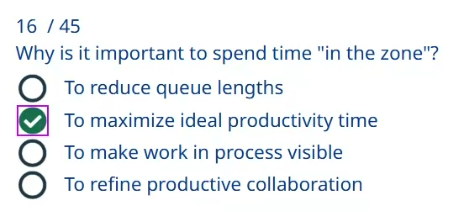 16 / 45
Why is it important to spend time "in the zone"?
To reduce queue lengths
To maximize ideal productivity time
To make work in process visible
To refine productive collaboration